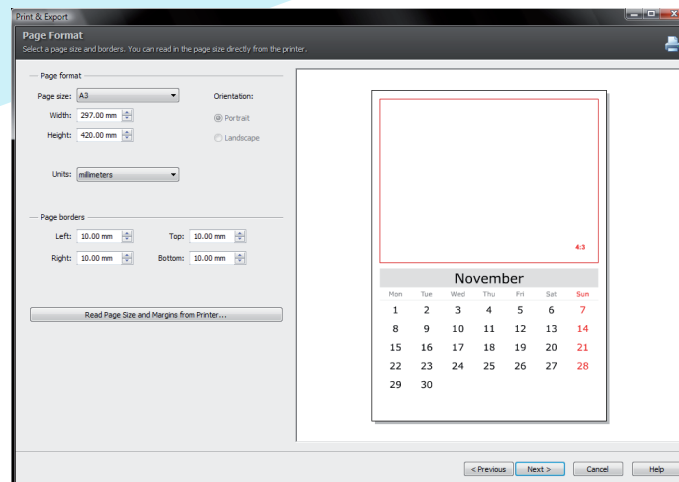 Print & Export
Page Format
Select a page size and borders. You can read in the page size directly from the printer.
Page format
Page size: A3 Orientation:
Width: 297.00 mm Portrait
Height: 420.00 mm Landscape
Units: millimeters
Page borders
Left: 10.00 mm Top: 10.00 mm
Right: 10.00 mm Bottom: 10.00 mm
Read Page Size and Margins from Printer...
4:3
November
Mon Tue Wed Thu Fri Sat Sun
1 2 3 4 5 6 7
8 9 10 11 12 13 14
15 16 17 18 19 20 21
22 23 24 25 26 27 28
29 30
< Previous Next > Cancel Help